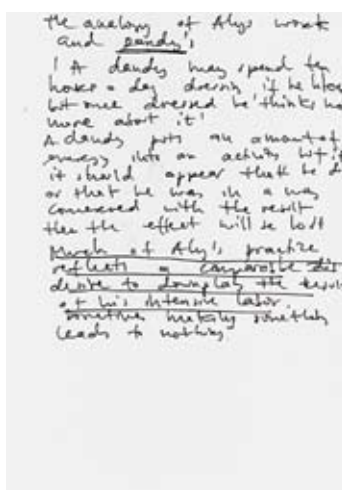 the analogy of Alys work
and dandy's
! A dandy may spend ten
hours a day dressing if he likes
but once dressed he thinks no
more about it'
A dandy puts an amount of
energy into an activity but if
it should appear that he d
or that he was in a way
concerned with the result
then the effect will be lost
Much of Aly's practize
reflects a comparable dis
desire to downplay the result
of his intensive labor.
sometimes making something
leads to nothing